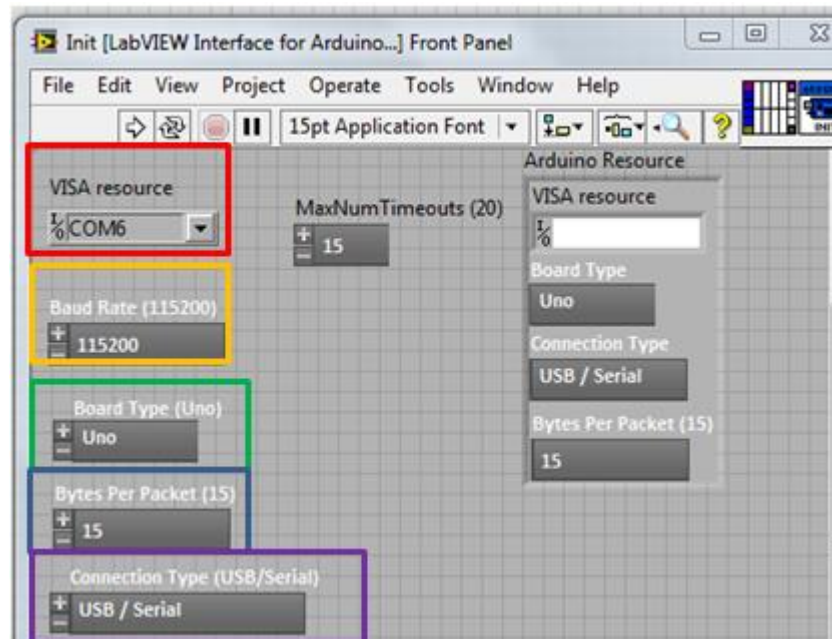 Init [LabVIEW Interface for Arduino...] Front Panel
File Edit View Project Operate Tools Window Help
15pt Application Font
VISA resource
COM6
Baud Rate (115200)
115200
Board Type (Uno)
Uno
Bytes Per Packet (15)
15
Connection Type (USB/Serial)
USB / Serial
MaxNumTimeouts (20)
15
Arduino Resource
VISA resource
Board Type
Uno
Connection Type
USB / Serial
Bytes Per Packet (15)
15